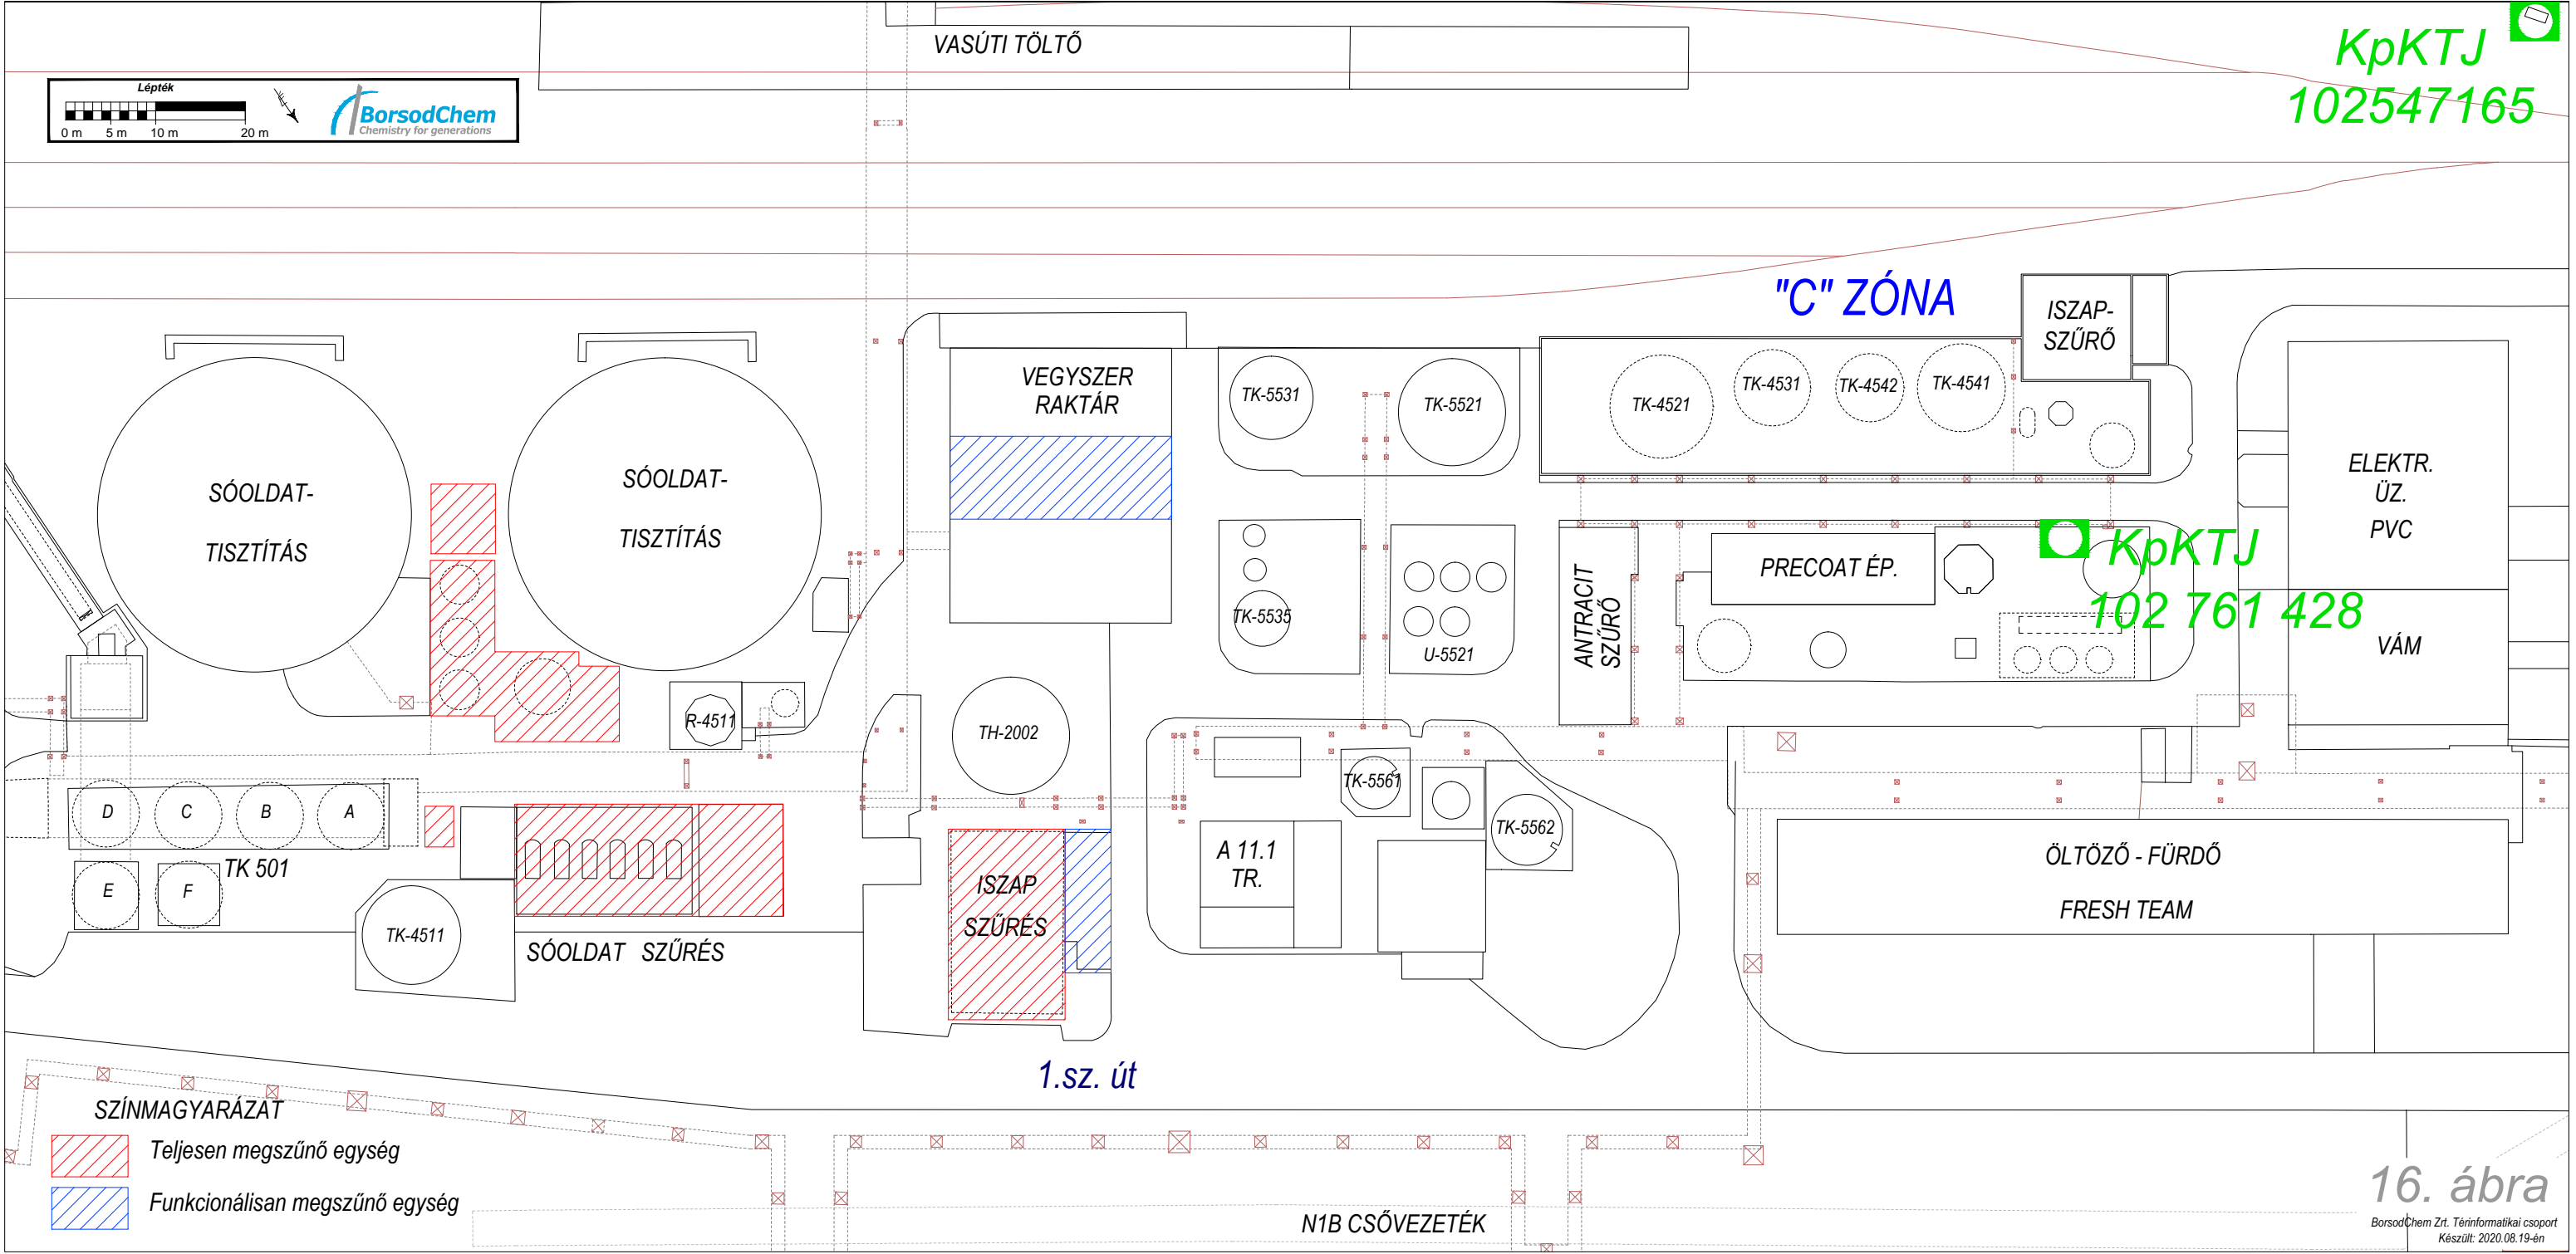 VASÚTI TÖLTŐ
KpKTJ
102547165
Lépték
0 m 5 m 10 m 20 m
BorsodChem
Chemistry for generations
"C" ZÓNA
ISZAP-
SZŰRŐ
VEGYSZER
RAKTÁR
TK-5531
TK-5521
TK-4521
TK-4531
TK-4542
TK-4541
SÓOLDAT-
TISZTÍTÁS
SÓOLDAT-
TISZTÍTÁS
ELEKTR.
ÜZ.
PVC
VÁM
TK-5535
U-5521
ANTRACIT
SZŰRŐ
PRECOAT ÉP.
KpKTJ
102 761 428
R-4511
TH-2002
TK-5561
TK-5562
D C B A
TK 501
E F
TK-4511
SÓOLDAT SZŰRÉS
ISZAP
SZŰRÉS
A 11.1
TR.
ÖLTÖZŐ - FÜRDŐ
FRESH TEAM
1.sz. út
SZÍNMAGYARÁZAT
Teljesen megszűnő egység
Funkcionálisan megszűnő egység
N1B CSŐVEZETÉK
16. ábra
BorsodChem Zrt. Térinformatikai csoport
Készült: 2020.08.19-én